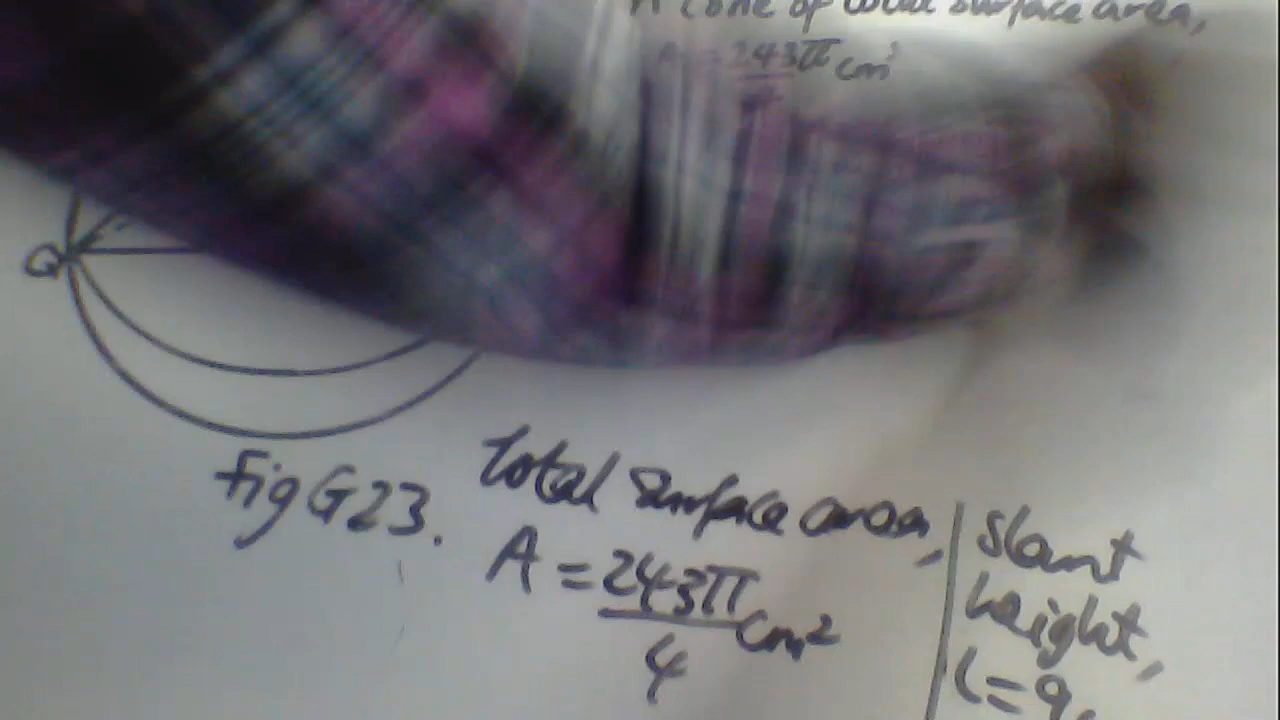 A cone of total surface area,
A = 243π cm²
Q
fig G23.
total surface area,
A = 243π cm²
4
slant
height,
l = 9